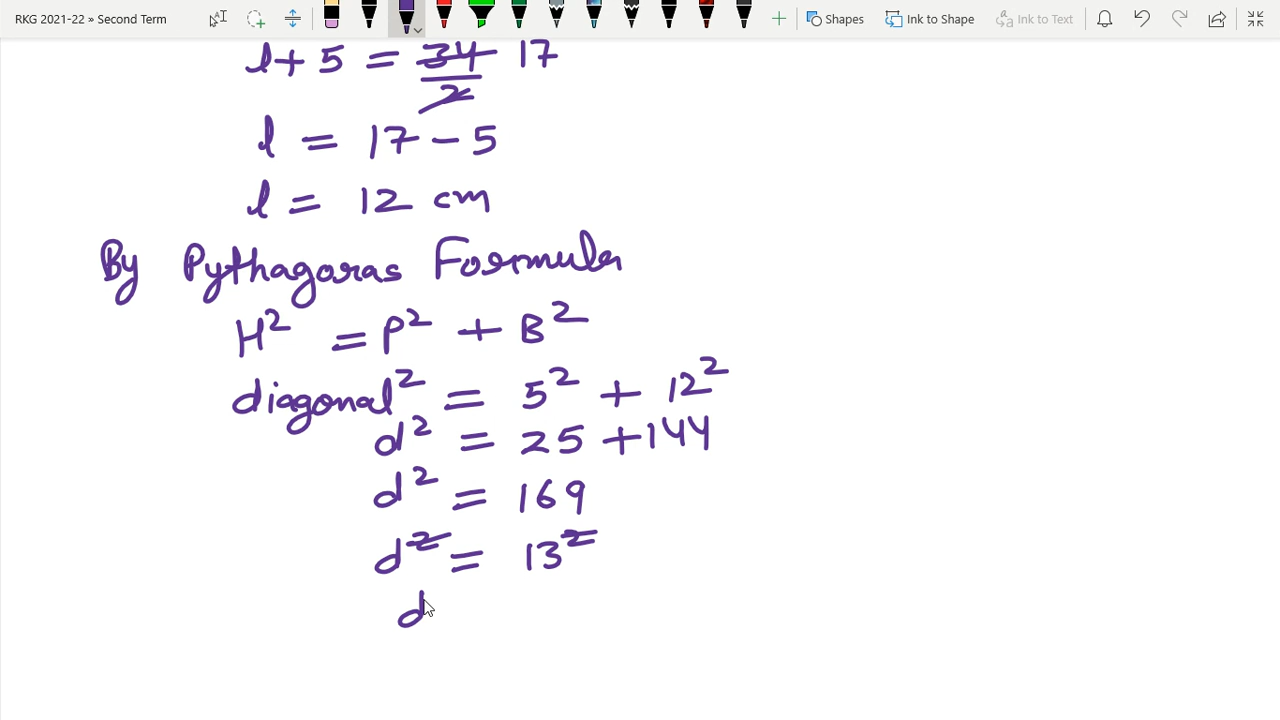 RKG 2021-22 » Second Term
Shapes
Ink to Shape
Ink to Text
l + 5 = 34/2 17
l = 17 - 5
l = 12 cm
By Pythagoras Formula
H² = P² + B²
diagonal² = 5² + 12²
d² = 25 + 144
d² = 169
d² = 13²
d